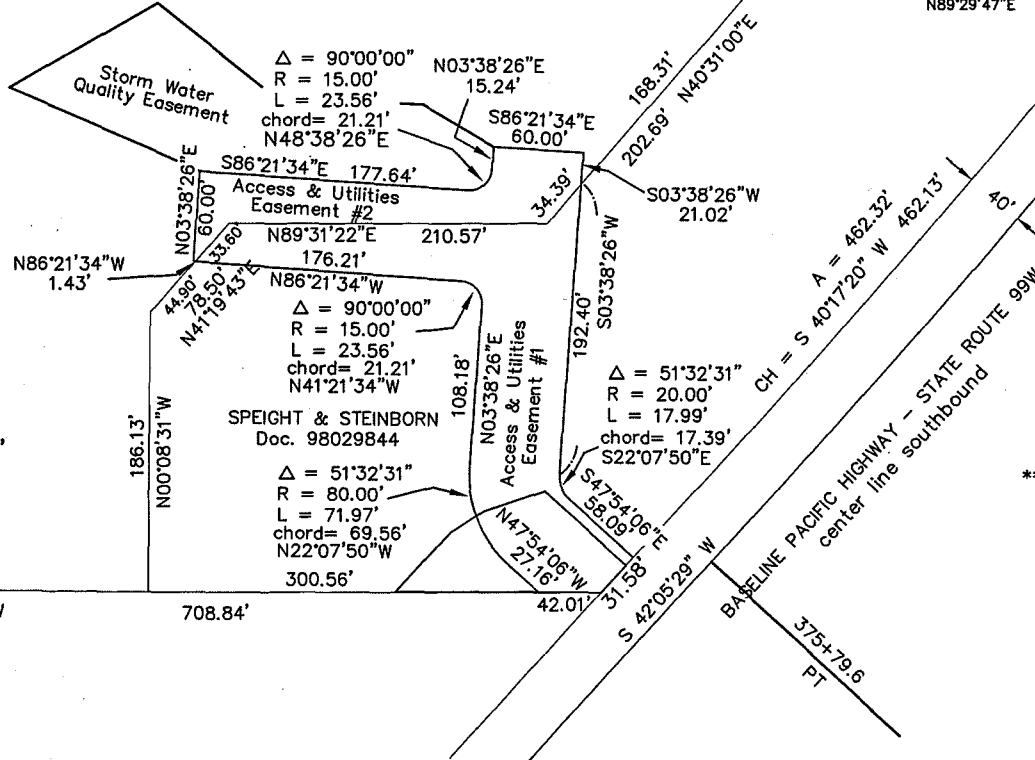 N89°29'47"E
Storm Water
Quality Easement
Δ = 90°00'00"
R = 15.00'
L = 23.56'
chord= 21.21'
N48°38'26"E
N03°38'26"E
15.24'
S86°21'34"E
60.00'
168.31'
N40°31'00"E
202.69'
34.39'
S03°38'26"W
21.02'
S86°21'34"E 177.64'
Access & Utilities
Easement #2
N03°38'26"E
60.00'
N89°31'22"E 210.57'
N86°21'34"W
1.43'
33.60'
44.90'
78.50'
N41°19'43"E
176.21'
N86°21'34"W
Δ = 90°00'00"
R = 15.00'
L = 23.56'
chord= 21.21'
N41°21'34"W
108.18'
N03°38'26"E
Access & Utilities
Easement #1
192.40'
S03°38'26"W
A = 462.32'
CH = S 40°17'20" W 462.13'
40'
Δ = 51°32'31"
R = 20.00'
L = 17.99'
chord= 17.39'
S22°07'50"E
SPEIGHT & STEINBORN
Doc. 98029844
186.13'
N00°08'31"W
Δ = 51°32'31"
R = 80.00'
L = 71.97'
chord= 69.56'
N22°07'50"W
S47°54'06"E
58.09'
N47°54'06"W
27.16'
300.56'
42.01'
31.58'
S 42°05'29" W
BASELINE PACIFIC HIGHWAY - STATE ROUTE 99W
center line southbound
**
W
708.84'
375+79.6
PT